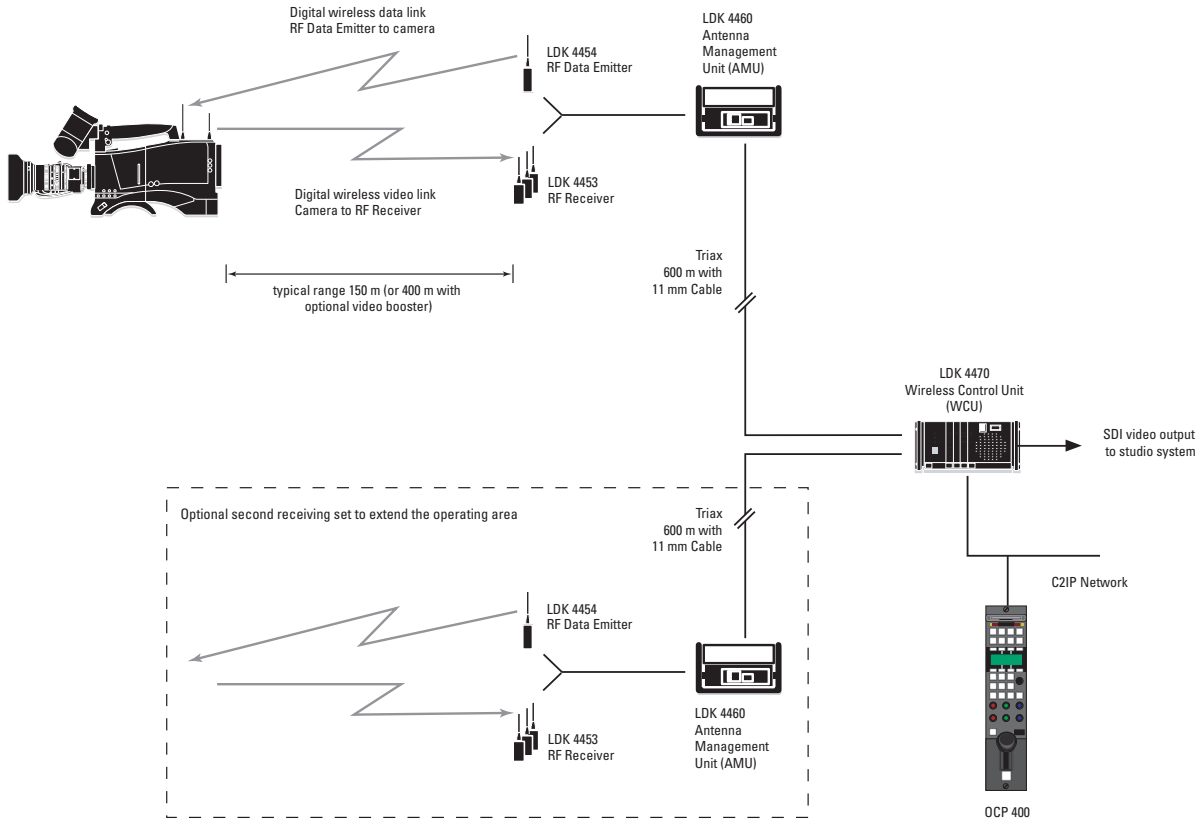 Digital wireless data link
RF Data Emitter to camera
LDK 4454
RF Data Emitter
LDK 4460
Antenna
Management
Unit (AMU)
Digital wireless video link
Camera to RF Receiver
LDK 4453
RF Receiver
typical range 150 m (or 400 m with
optional video booster)
Triax
600 m with
11 mm Cable
LDK 4470
Wireless Control Unit
(WCU)
SDI video output
to studio system
Optional second receiving set to extend the operating area
Triax
600 m with
11 mm Cable
C2IP Network
LDK 4454
RF Data Emitter
LDK 4453
RF Receiver
LDK 4460
Antenna
Management
Unit (AMU)
OCP 400